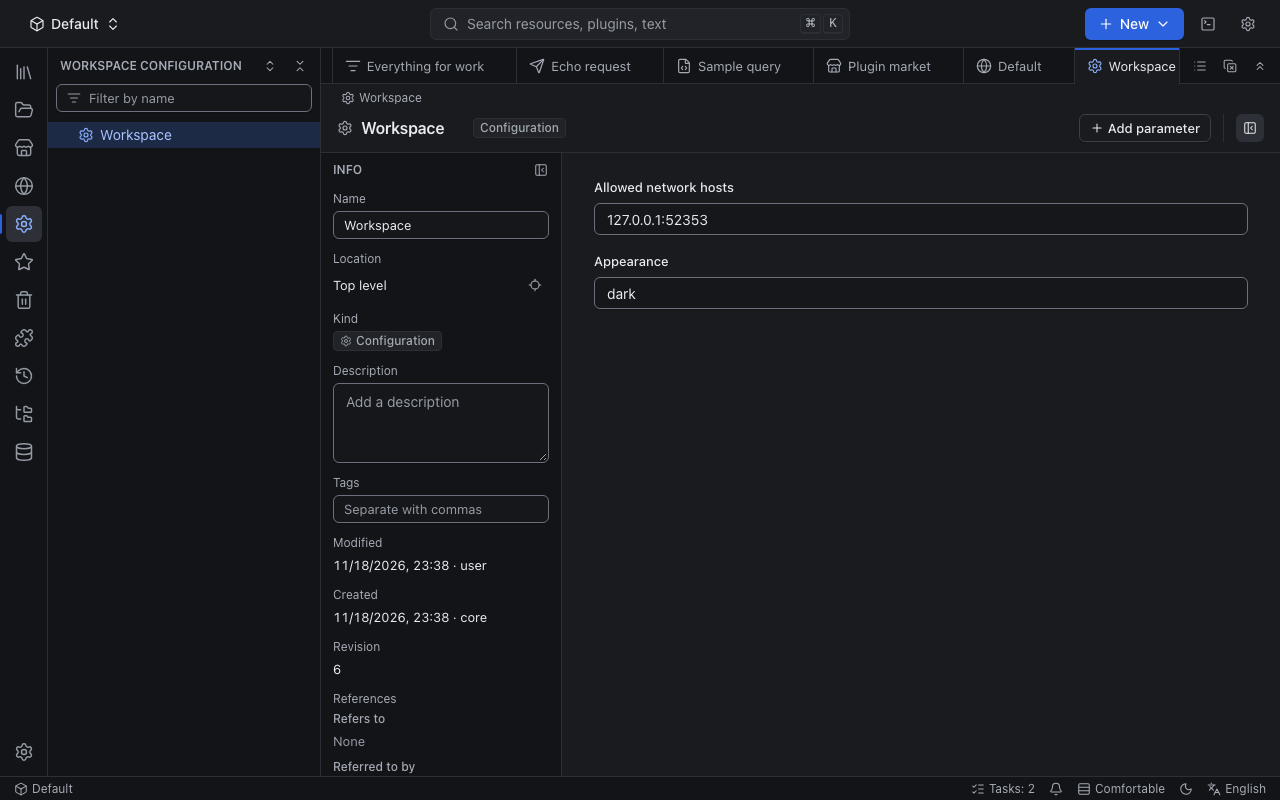 Default
Search resources, plugins, text
⌘ K
New
WORKSPACE CONFIGURATION
Filter by name
Workspace
Everything for work
Echo request
Sample query
Plugin market
Default
Workspace
Workspace
Workspace
Configuration
Add parameter
INFO
Name
Workspace
Location
Top level
Kind
Configuration
Description
Add a description
Tags
Separate with commas
Modified
11/18/2026, 23:38 · user
Created
11/18/2026, 23:38 · core
Revision
6
References
Refers to
None
Referred to by
Allowed network hosts
127.0.0.1:52353
Appearance
dark
Default
Tasks: 2
Comfortable
English